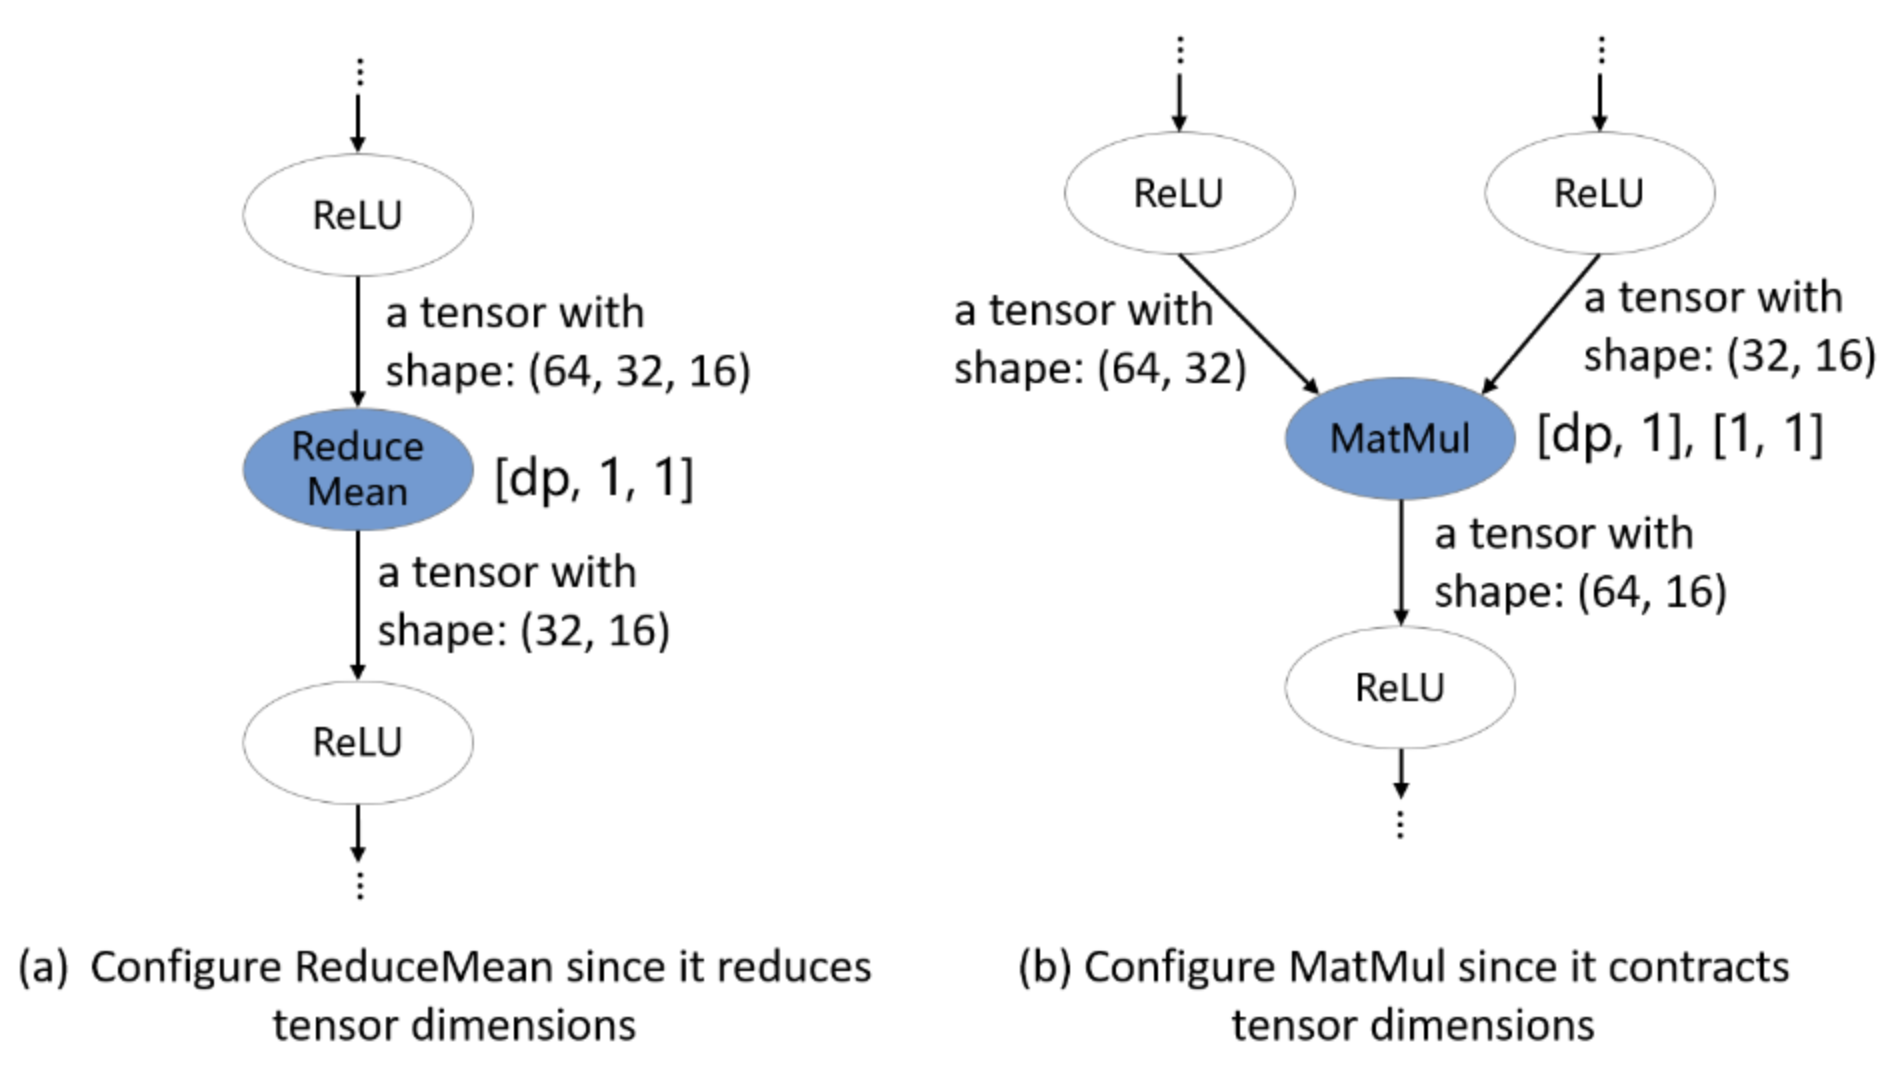 ReLU
a tensor with
shape: (64, 32, 16)
Reduce
Mean
[dp, 1, 1]
a tensor with
shape: (32, 16)
ReLU
(a) Configure ReduceMean since it reduces
tensor dimensions
ReLU
ReLU
a tensor with
shape: (64, 32)
a tensor with
shape: (32, 16)
MatMul
[dp, 1], [1, 1]
a tensor with
shape: (64, 16)
ReLU
(b) Configure MatMul since it contracts
tensor dimensions